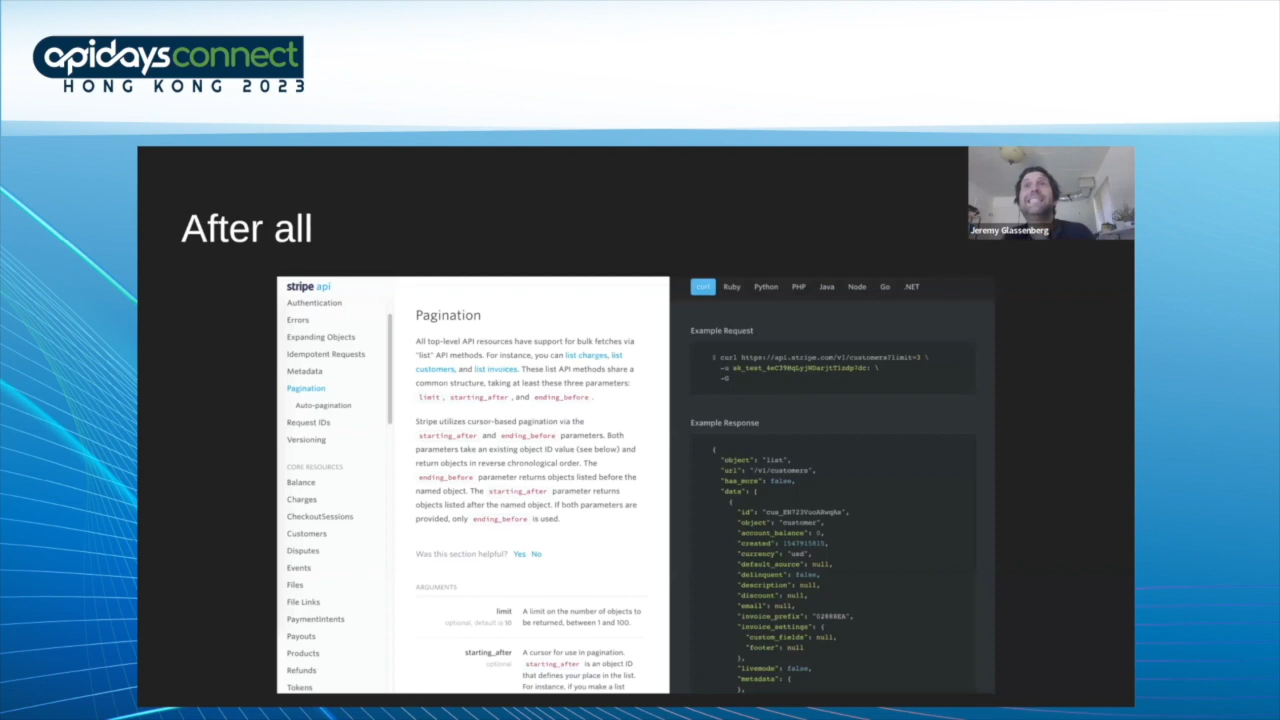 apidays connect
HONG KONG 2023
Jeremy Glassenberg
After all
stripe api
Authentication
Errors
Expanding Objects
Idempotent Requests
Metadata
Pagination
Auto-pagination
Request IDs
Versioning
CORE RESOURCES
Balance
Charges
CheckoutSessions
Customers
Disputes
Events
Files
File Links
PaymentIntents
Payouts
Products
Refunds
Tokens
Pagination
All top-level API resources have support for bulk fetches via
"list" API methods. For instance, you can list charges, list
customers, and list invoices. These list API methods share a
common structure, taking at least these three parameters:
limit, starting_after, and ending_before.
Stripe utilizes cursor-based pagination via the
starting_after and ending_before parameters. Both
parameters take an existing object ID value (see below) and
return objects in reverse chronological order. The
ending_before parameter returns objects listed before the
named object. The starting_after parameter returns
objects listed after the named object. If both parameters are
provided, only ending_before is used.
Was this section helpful? Yes No
ARGUMENTS
limit
optional, default is 10
A limit on the number of objects to
be returned, between 1 and 100.
starting_after
optional
A cursor for use in pagination.
starting_after is an object ID
that defines your place in the list.
For instance, if you make a list
curl Ruby Python PHP Java Node Go .NET
Example Request
$ curl https://api.stripe.com/v1/customers?limit=3 \
-u \
-G
Example Response
{
"object": "list",
"url": "/v1/customers",
"has_more": false,
"data": [
{
"id":
"object": "customer",
"account_balance": 0,
"created": 1547915815,
"currency": "usd",
"default_source": null,
"delinquent": false,
"description": null,
"discount": null,
"email": null,
"invoice_prefix":
"invoice_settings": {
"custom_fields": null,
"footer": null
},
"livemode": false,
"metadata": {
},